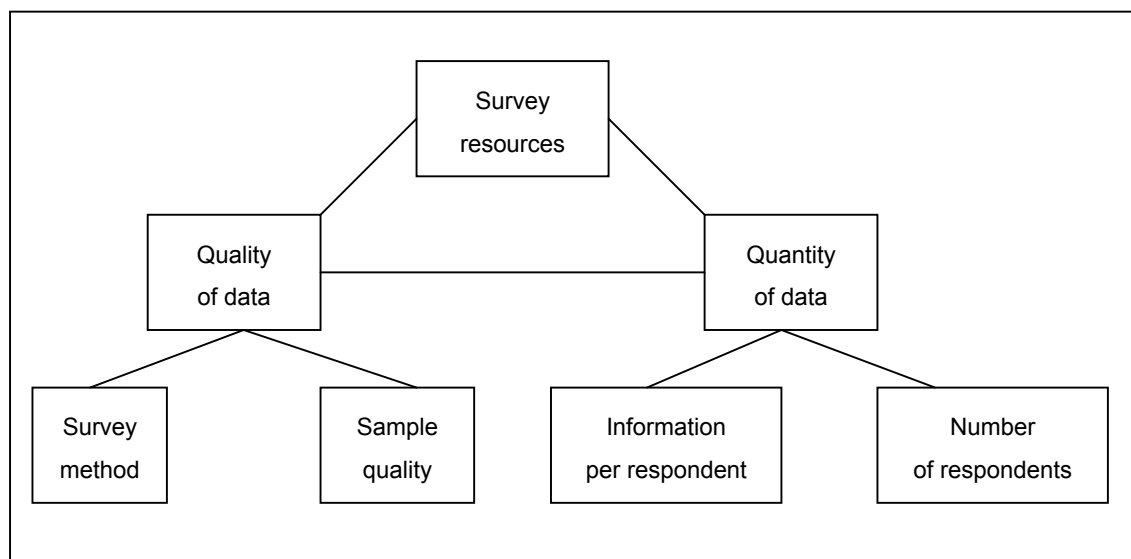 Survey
resources
Quality
of data
Quantity
of data
Survey
method
Sample
quality
Information
per respondent
Number
of respondents